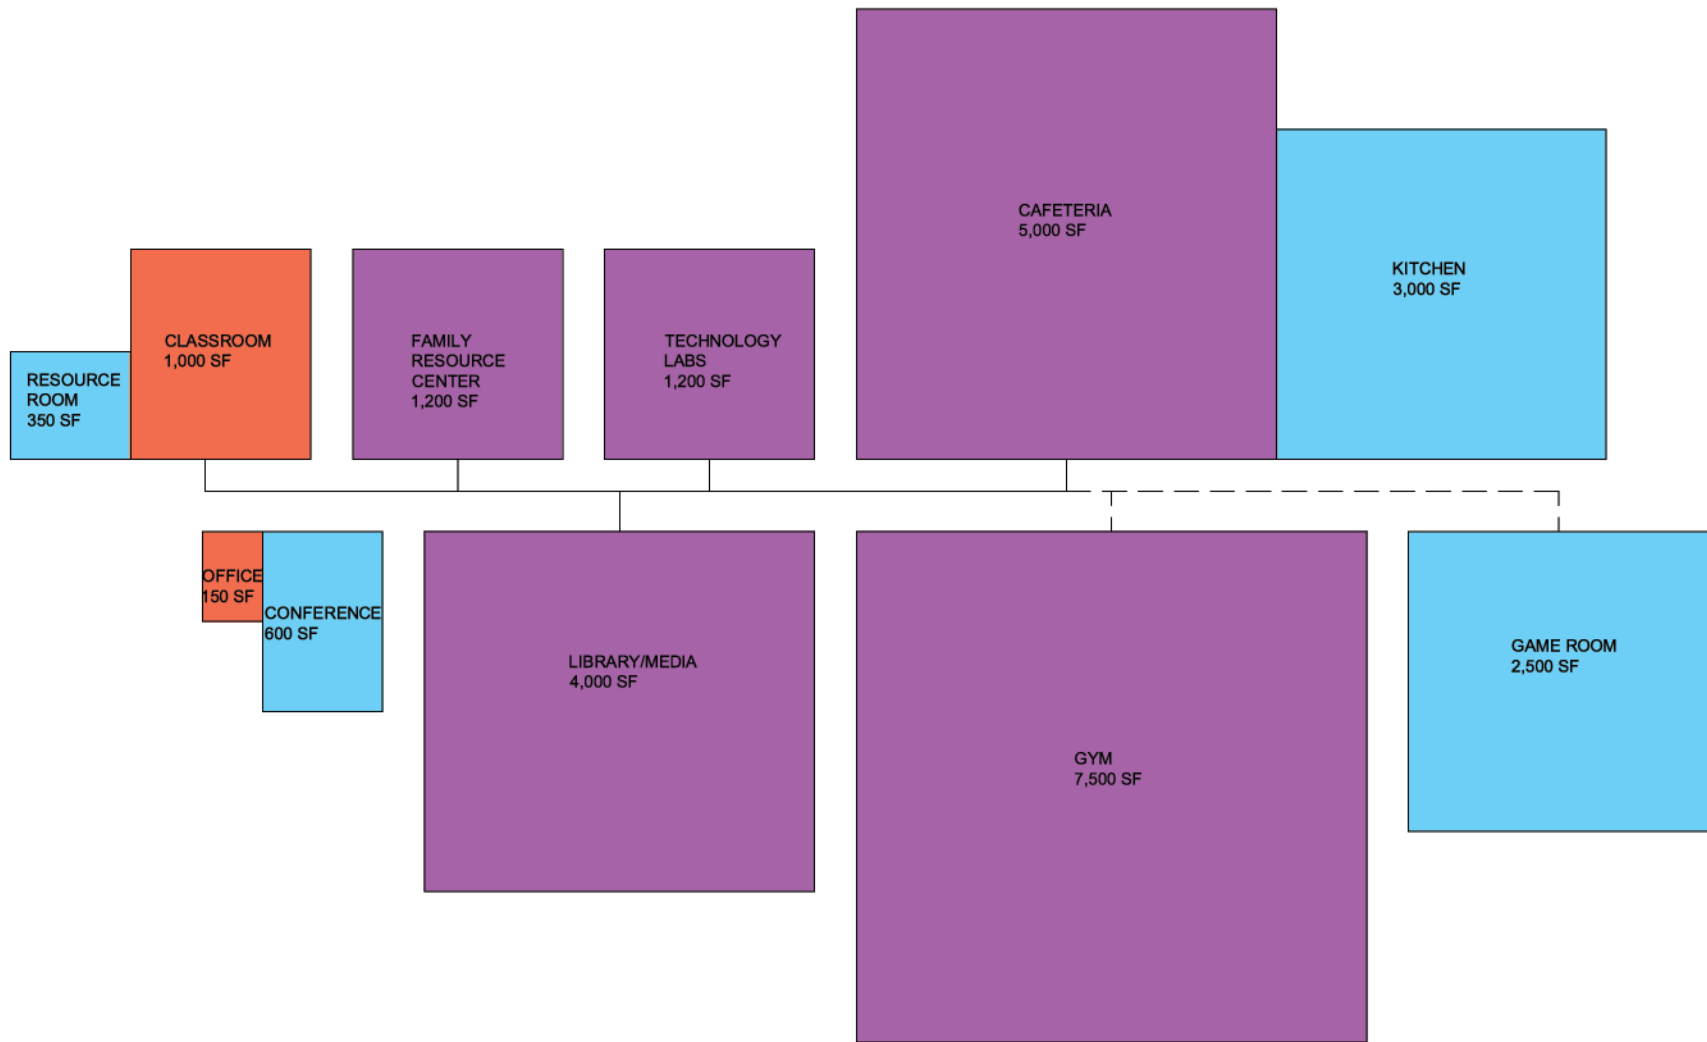 CAFETERIA
5,000 SF
KITCHEN
3,000 SF
CLASSROOM
1,000 SF
FAMILY
RESOURCE
CENTER
1,200 SF
TECHNOLOGY
LABS
1,200 SF
RESOURCE
ROOM
350 SF
OFFICE
150 SF
CONFERENCE
600 SF
LIBRARY/MEDIA
4,000 SF
GYM
7,500 SF
GAME ROOM
2,500 SF